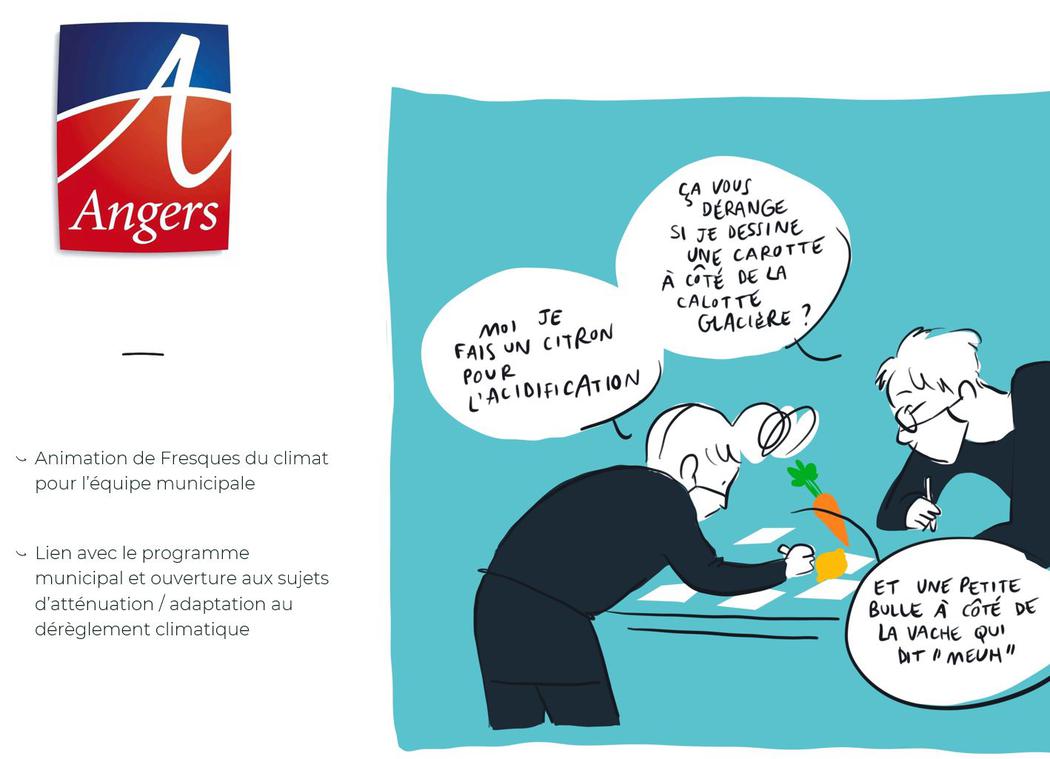 Angers
Animation de Fresques du climat
pour l'équipe municipale
Lien avec le programme
municipal et ouverture aux sujets
d'atténuation / adaptation au
dérèglement climatique
ÇA VOUS
DÉRANGE
SI JE DESSINE
UNE CAROTTE
À CÔTÉ DE LA
CALOTTE
GLACIÈRE ?
MOI JE
FAIS UN CITRON
POUR
L'ACIDIFICATION
ET UNE PETITE
BULLE À CÔTÉ DE
LA VACHE QUI
DIT "MEUH"